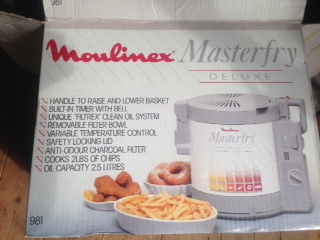 981
Moulinex Masterfry
DELUXE
HANDLE TO RAISE AND LOWER BASKET
BUILT-IN TIMER WITH BELL
UNIQUE "FILTREX" CLEAN OIL SYSTEM
REMOVABLE FILTER BOWL
VARIABLE TEMPERATURE CONTROL
SAFETY LOCKING LID
ANTI-ODOUR CHARCOAL FILTER
COOKS 2LBS OF CHIPS
OIL CAPACITY 2.5 LITRES
Masterfry
981